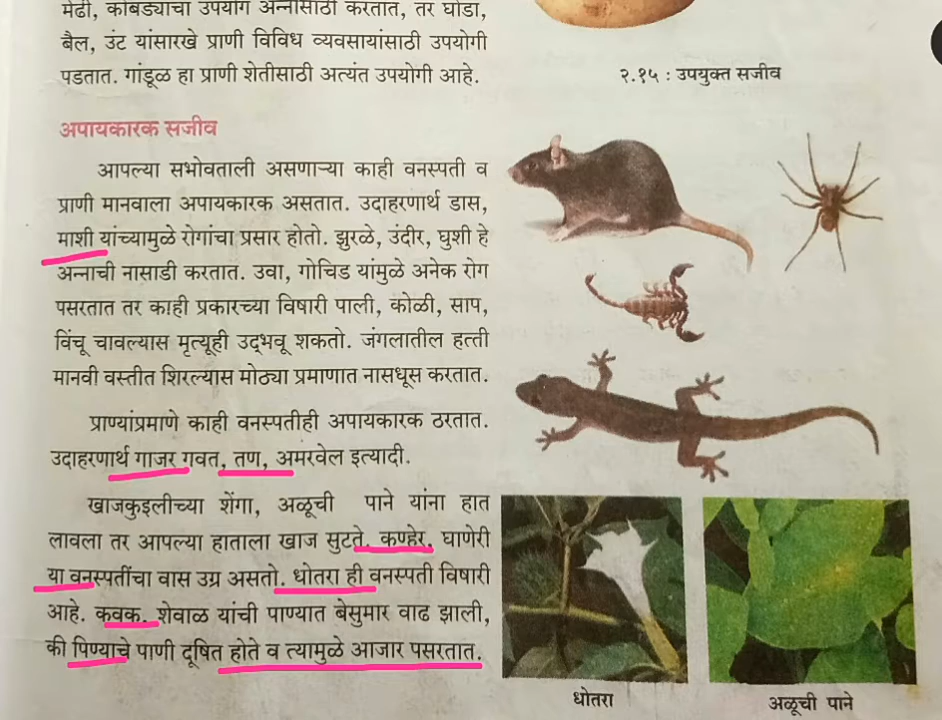 मेंढी, कोंबड्यांचा उपयोग अन्नासाठी करतात, तर घोडा,
बैल, उंट यांसारखे प्राणी विविध व्यवसायांसाठी उपयोगी
पडतात. गांडूळ हा प्राणी शेतीसाठी अत्यंत उपयोगी आहे.
२.१५ : उपयुक्त सजीव
अपायकारक सजीव
आपल्या सभोवताली असणाऱ्या काही वनस्पती व
प्राणी मानवाला अपायकारक असतात. उदाहरणार्थ डास,
माशी यांच्यामुळे रोगांचा प्रसार होतो. झुरळे, उंदीर, घुशी हे
अन्नाची नासाडी करतात. उवा, गोचिड यांमुळे अनेक रोग
पसरतात तर काही प्रकारच्या विषारी पाली, कोळी, साप,
विंचू चावल्यास मृत्यूही उद्भवू शकतो. जंगलातील हत्ती
मानवी वस्तीत शिरल्यास मोठ्या प्रमाणात नासधूस करतात.
प्राण्यांप्रमाणे काही वनस्पतीही अपायकारक ठरतात.
उदाहरणार्थ गाजर गवत, तण, अमरवेल इत्यादी.
खाजकुइलीच्या शेंगा, अळूची पाने यांना हात
लावला तर आपल्या हाताला खाज सुटते. कण्हेर, घाणेरी
या वनस्पतींचा वास उग्र असतो. धोतरा ही वनस्पती विषारी
आहे. कवक, शेवाळ यांची पाण्यात बेसुमार वाढ झाली,
की पिण्याचे पाणी दूषित होते व त्यामुळे आजार पसरतात.
धोतरा
अळूची पाने